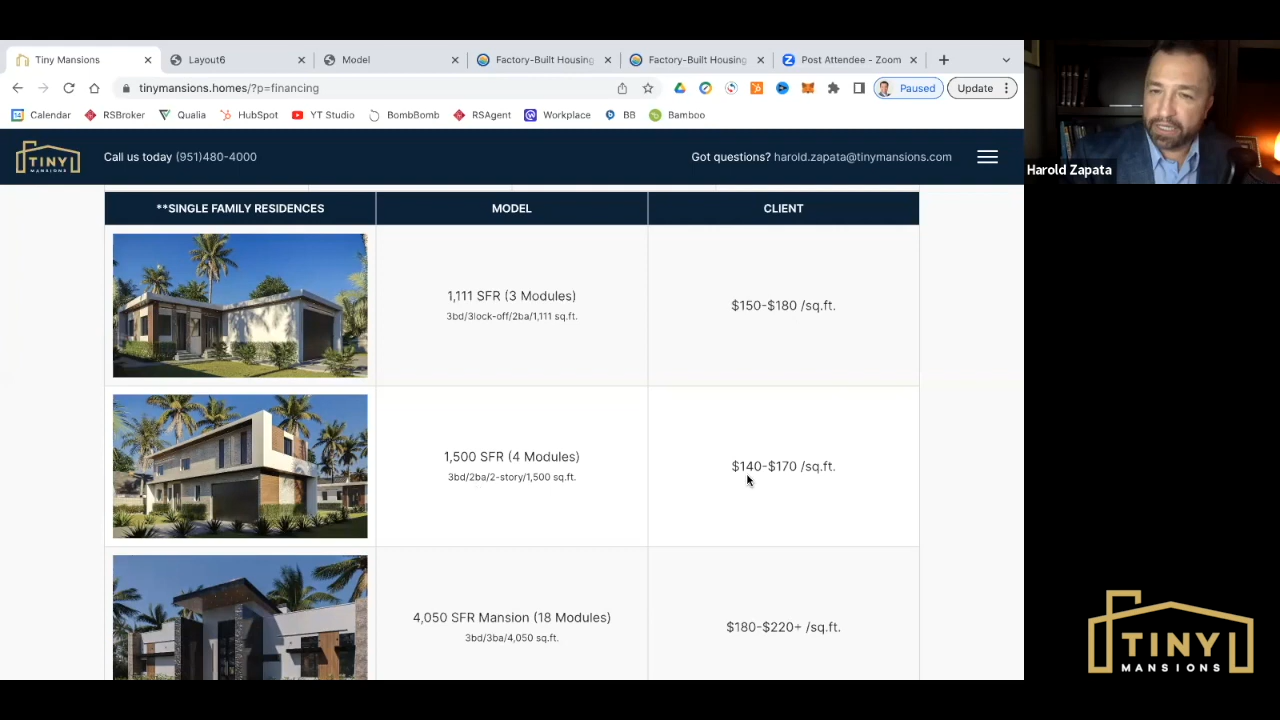 Tiny Mansions
Layout6
Model
Factory-Built Housing
Factory-Built Housing
Post Attendee - Zoom
tinymansions.homes/?p=financing
Paused
Update
Calendar
RSBroker
Qualia
HubSpot
YT Studio
BombBomb
RSAgent
Workplace
BB
Bamboo
TINY
MANSIONS
Call us today (951)480-4000
Got questions? harold.zapata@tinymansions.com
Harold Zapata
**SINGLE FAMILY RESIDENCES
MODEL
CLIENT
1,111 SFR (3 Modules)
3bd/3lock-off/2ba/1,111 sq.ft.
$150-$180 /sq.ft.
1,500 SFR (4 Modules)
3bd/2ba/2-story/1,500 sq.ft.
$140-$170 /sq.ft.
4,050 SFR Mansion (18 Modules)
3bd/3ba/4,050 sq.ft.
$180-$220+ /sq.ft.
TINY
MANSIONS